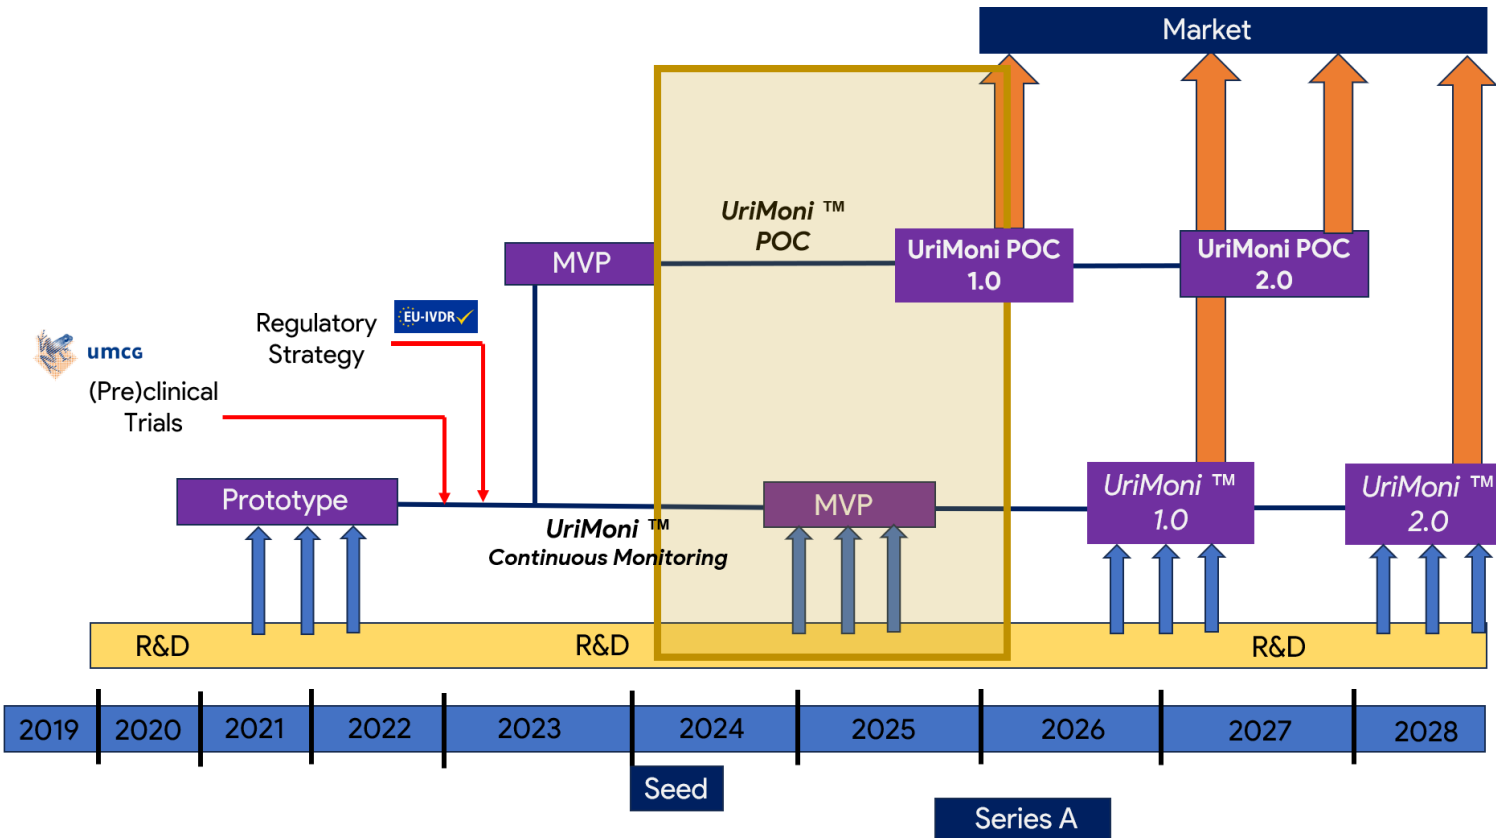 Market
UriMoni ™
POC
MVP
UriMoni POC
1.0
UriMoni POC
2.0
EU-IVDR
Regulatory
Strategy
umcg
(Pre)clinical
Trials
Prototype
UriMoni ™
Continuous Monitoring
MVP
UriMoni ™
1.0
UriMoni ™
2.0
R&D
R&D
R&D
2019
2020
2021
2022
2023
2024
2025
2026
2027
2028
Seed
Series A